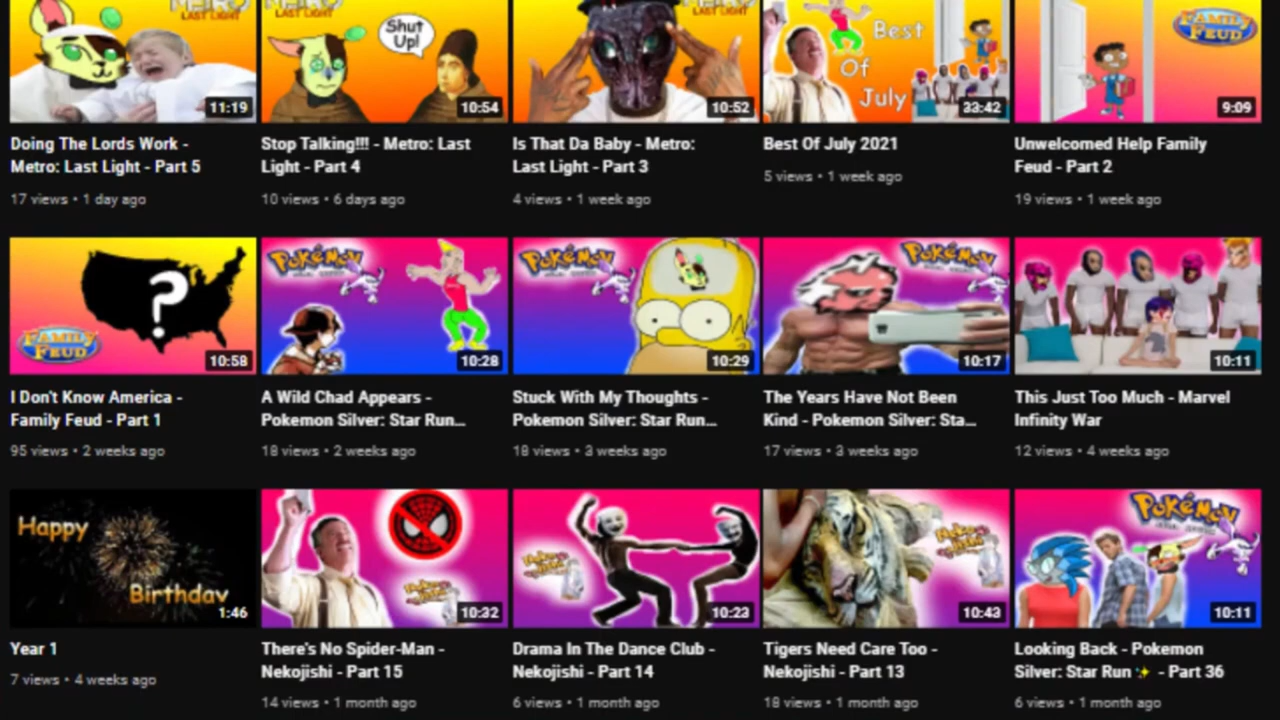 LAST LIGHT
LAST LIGHT
Shut
Up!
LAST LIGHT
Best
Of
July
FAMILY
FEUD
11:19
10:54
10:52
33:42
9:09
Doing The Lords Work -
Metro: Last Light - Part 5
17 views • 1 day ago
Stop Talking!!! - Metro: Last
Light - Part 4
10 views • 6 days ago
Is That Da Baby - Metro:
Last Light - Part 3
4 views • 1 week ago
Best Of July 2021
5 views • 1 week ago
Unwelcomed Help Family
Feud - Part 2
19 views • 1 week ago
?
FAMILY
FEUD
10:58
Pokémon
10:28
Pokémon
10:29
Pokémon
10:17
10:11
I Don't Know America -
Family Feud - Part 1
95 views • 2 weeks ago
A Wild Chad Appears -
Pokemon Silver: Star Run...
18 views • 2 weeks ago
Stuck With My Thoughts -
Pokemon Silver: Star Run...
18 views • 3 weeks ago
The Years Have Not Been
Kind - Pokemon Silver: Sta...
17 views • 3 weeks ago
This Just Too Much - Marvel
Infinity War
12 views • 4 weeks ago
Happy
Birthday
1:46
10:32
10:23
10:43
Pokémon
10:11
Year 1
7 views • 4 weeks ago
There's No Spider-Man -
Nekojishi - Part 15
14 views • 1 month ago
Drama In The Dance Club -
Nekojishi - Part 14
6 views • 1 month ago
Tigers Need Care Too -
Nekojishi - Part 13
18 views • 1 month ago
Looking Back - Pokemon
Silver: Star Run ✨ - Part 36
6 views • 1 month ago